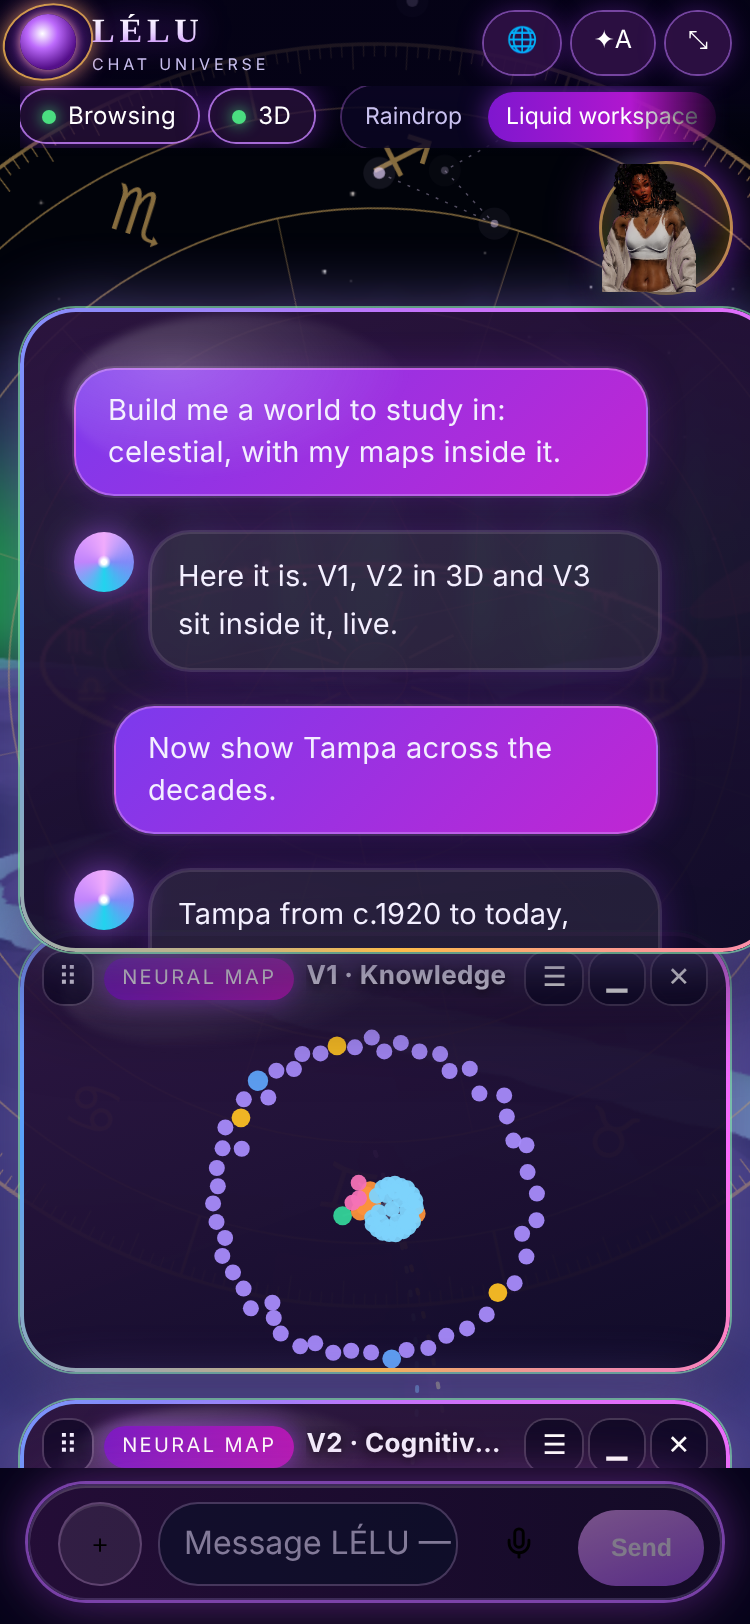 LÉLU
CHAT UNIVERSE
🌐
✦A
⤡
Browsing
3D
Raindrop
Liquid workspace
♏
Build me a world to study in:
celestial, with my maps inside it.
Here it is. V1, V2 in 3D and V3
sit inside it, live.
Now show Tampa across the
decades.
Tampa from c.1920 to today,
⠿ NEURAL MAP V1 · Knowledge ☰ ▁ ✕
⠿ NEURAL MAP V2 · Cognitiv... ☰ ▁ ✕
+
Message LÉLU —
Send